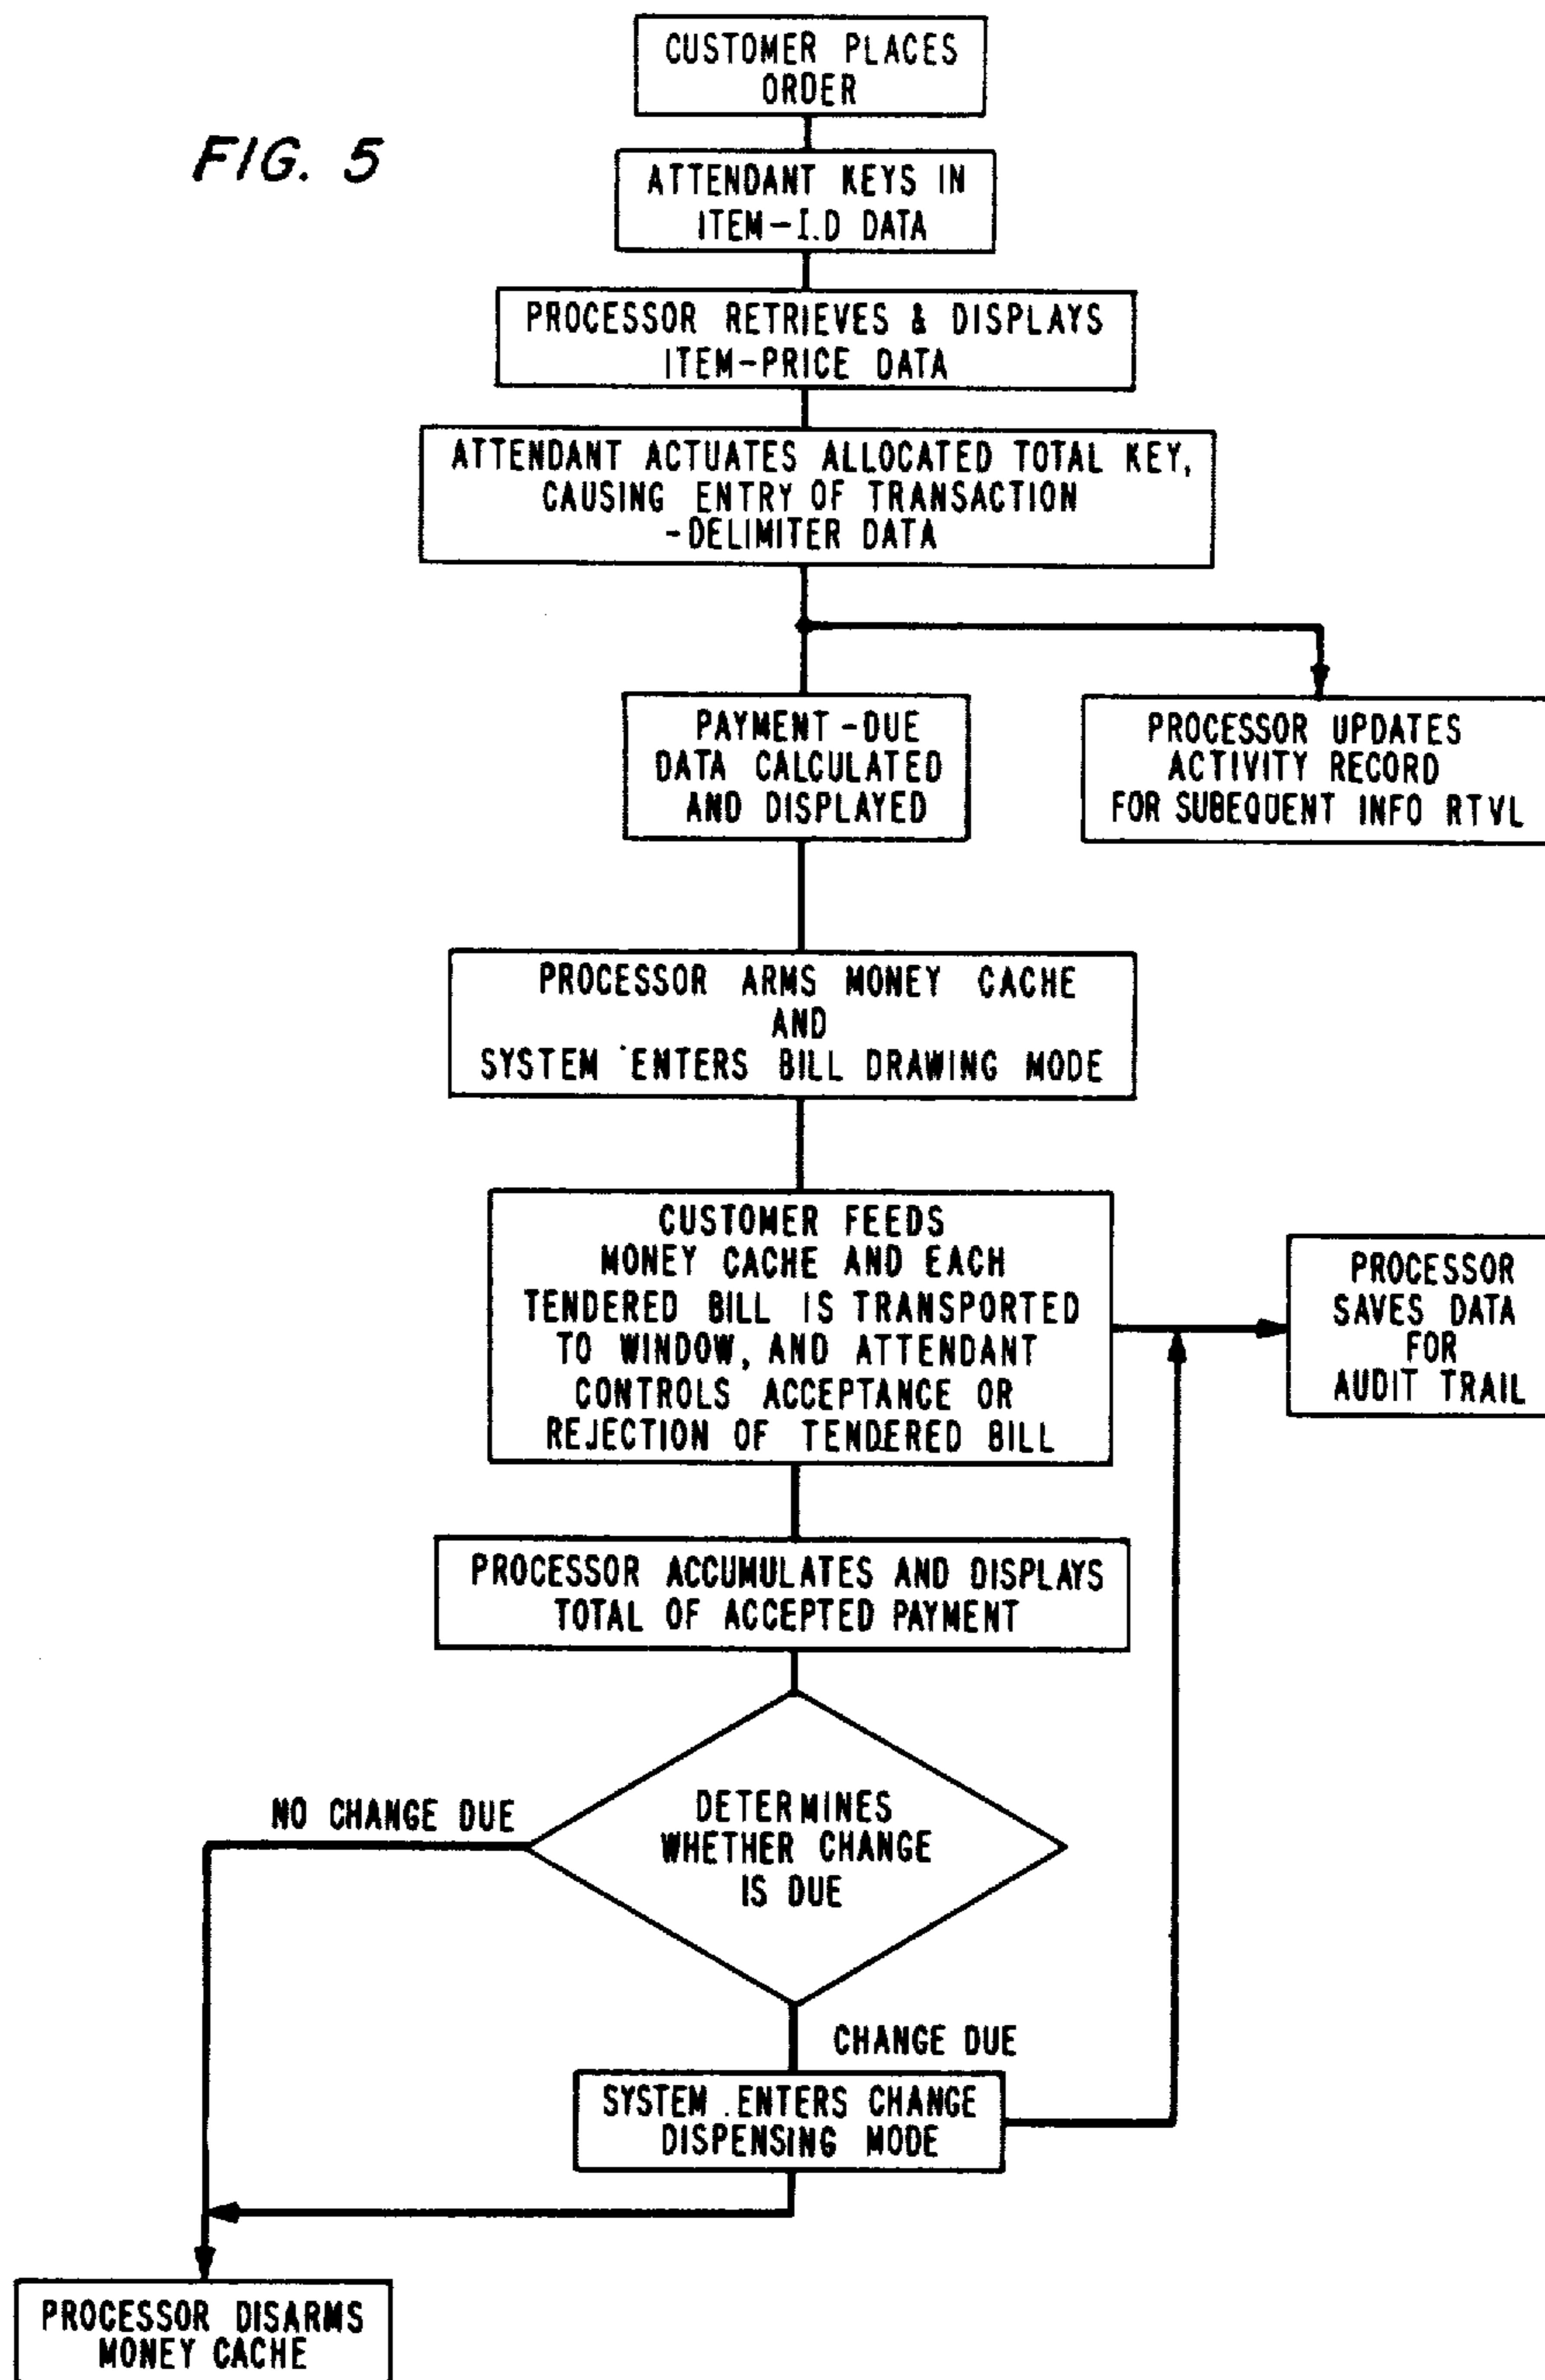 FIG. 5
CUSTOMER PLACES
ORDER
ATTENDANT KEYS IN
ITEM-I.D DATA
PROCESSOR RETRIEVES & DISPLAYS
ITEM-PRICE DATA
ATTENDANT ACTUATES ALLOCATED TOTAL KEY,
CAUSING ENTRY OF TRANSACTION
-DELIMITER DATA
PAYMENT-DUE
DATA CALCULATED
AND DISPLAYED
PROCESSOR UPDATES
ACTIVITY RECORD
FOR SUBEQUENT INFO RTVL
PROCESSOR ARMS MONEY CACHE
AND
SYSTEM ENTERS BILL DRAWING MODE
CUSTOMER FEEDS
MONEY CACHE AND EACH
TENDERED BILL IS TRANSPORTED
TO WINDOW, AND ATTENDANT
CONTROLS ACCEPTANCE OR
REJECTION OF TENDERED BILL
PROCESSOR
SAVES DATA
FOR
AUDIT TRAIL
PROCESSOR ACCUMULATES AND DISPLAYS
TOTAL OF ACCEPTED PAYMENT
NO CHANGE DUE
DETERMINES
WHETHER CHANGE
IS DUE
CHANGE DUE
SYSTEM ENTERS CHANGE
DISPENSING MODE
PROCESSOR DISARMS
MONEY CACHE